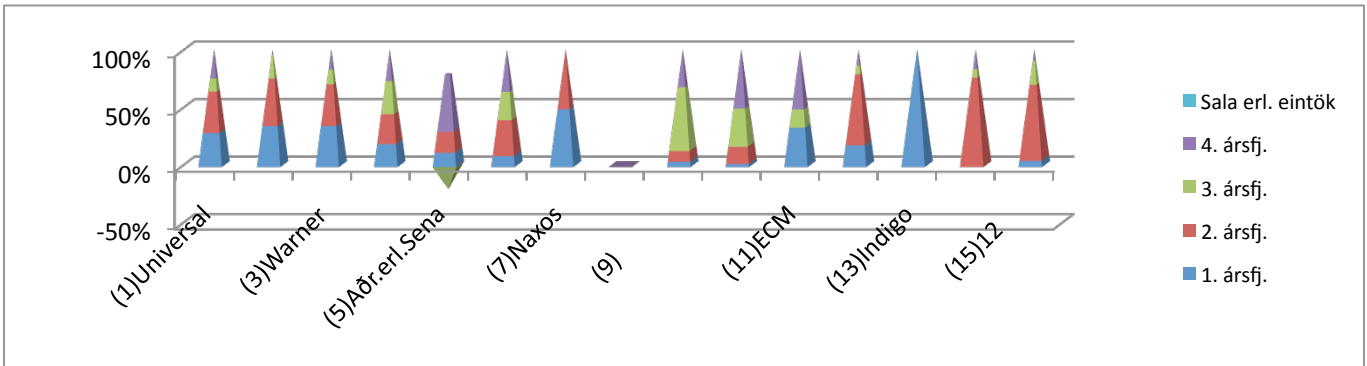 100%
50%
0%
-50%
(1)Universal
(3)Warner
(5)Aðr.erl.Sena
(7)Naxos
(9)
(11)ECM
(13)Indigo
(15)12
Sala erl. eintök
4. ársfj.
3. ársfj.
2. ársfj.
1. ársfj.